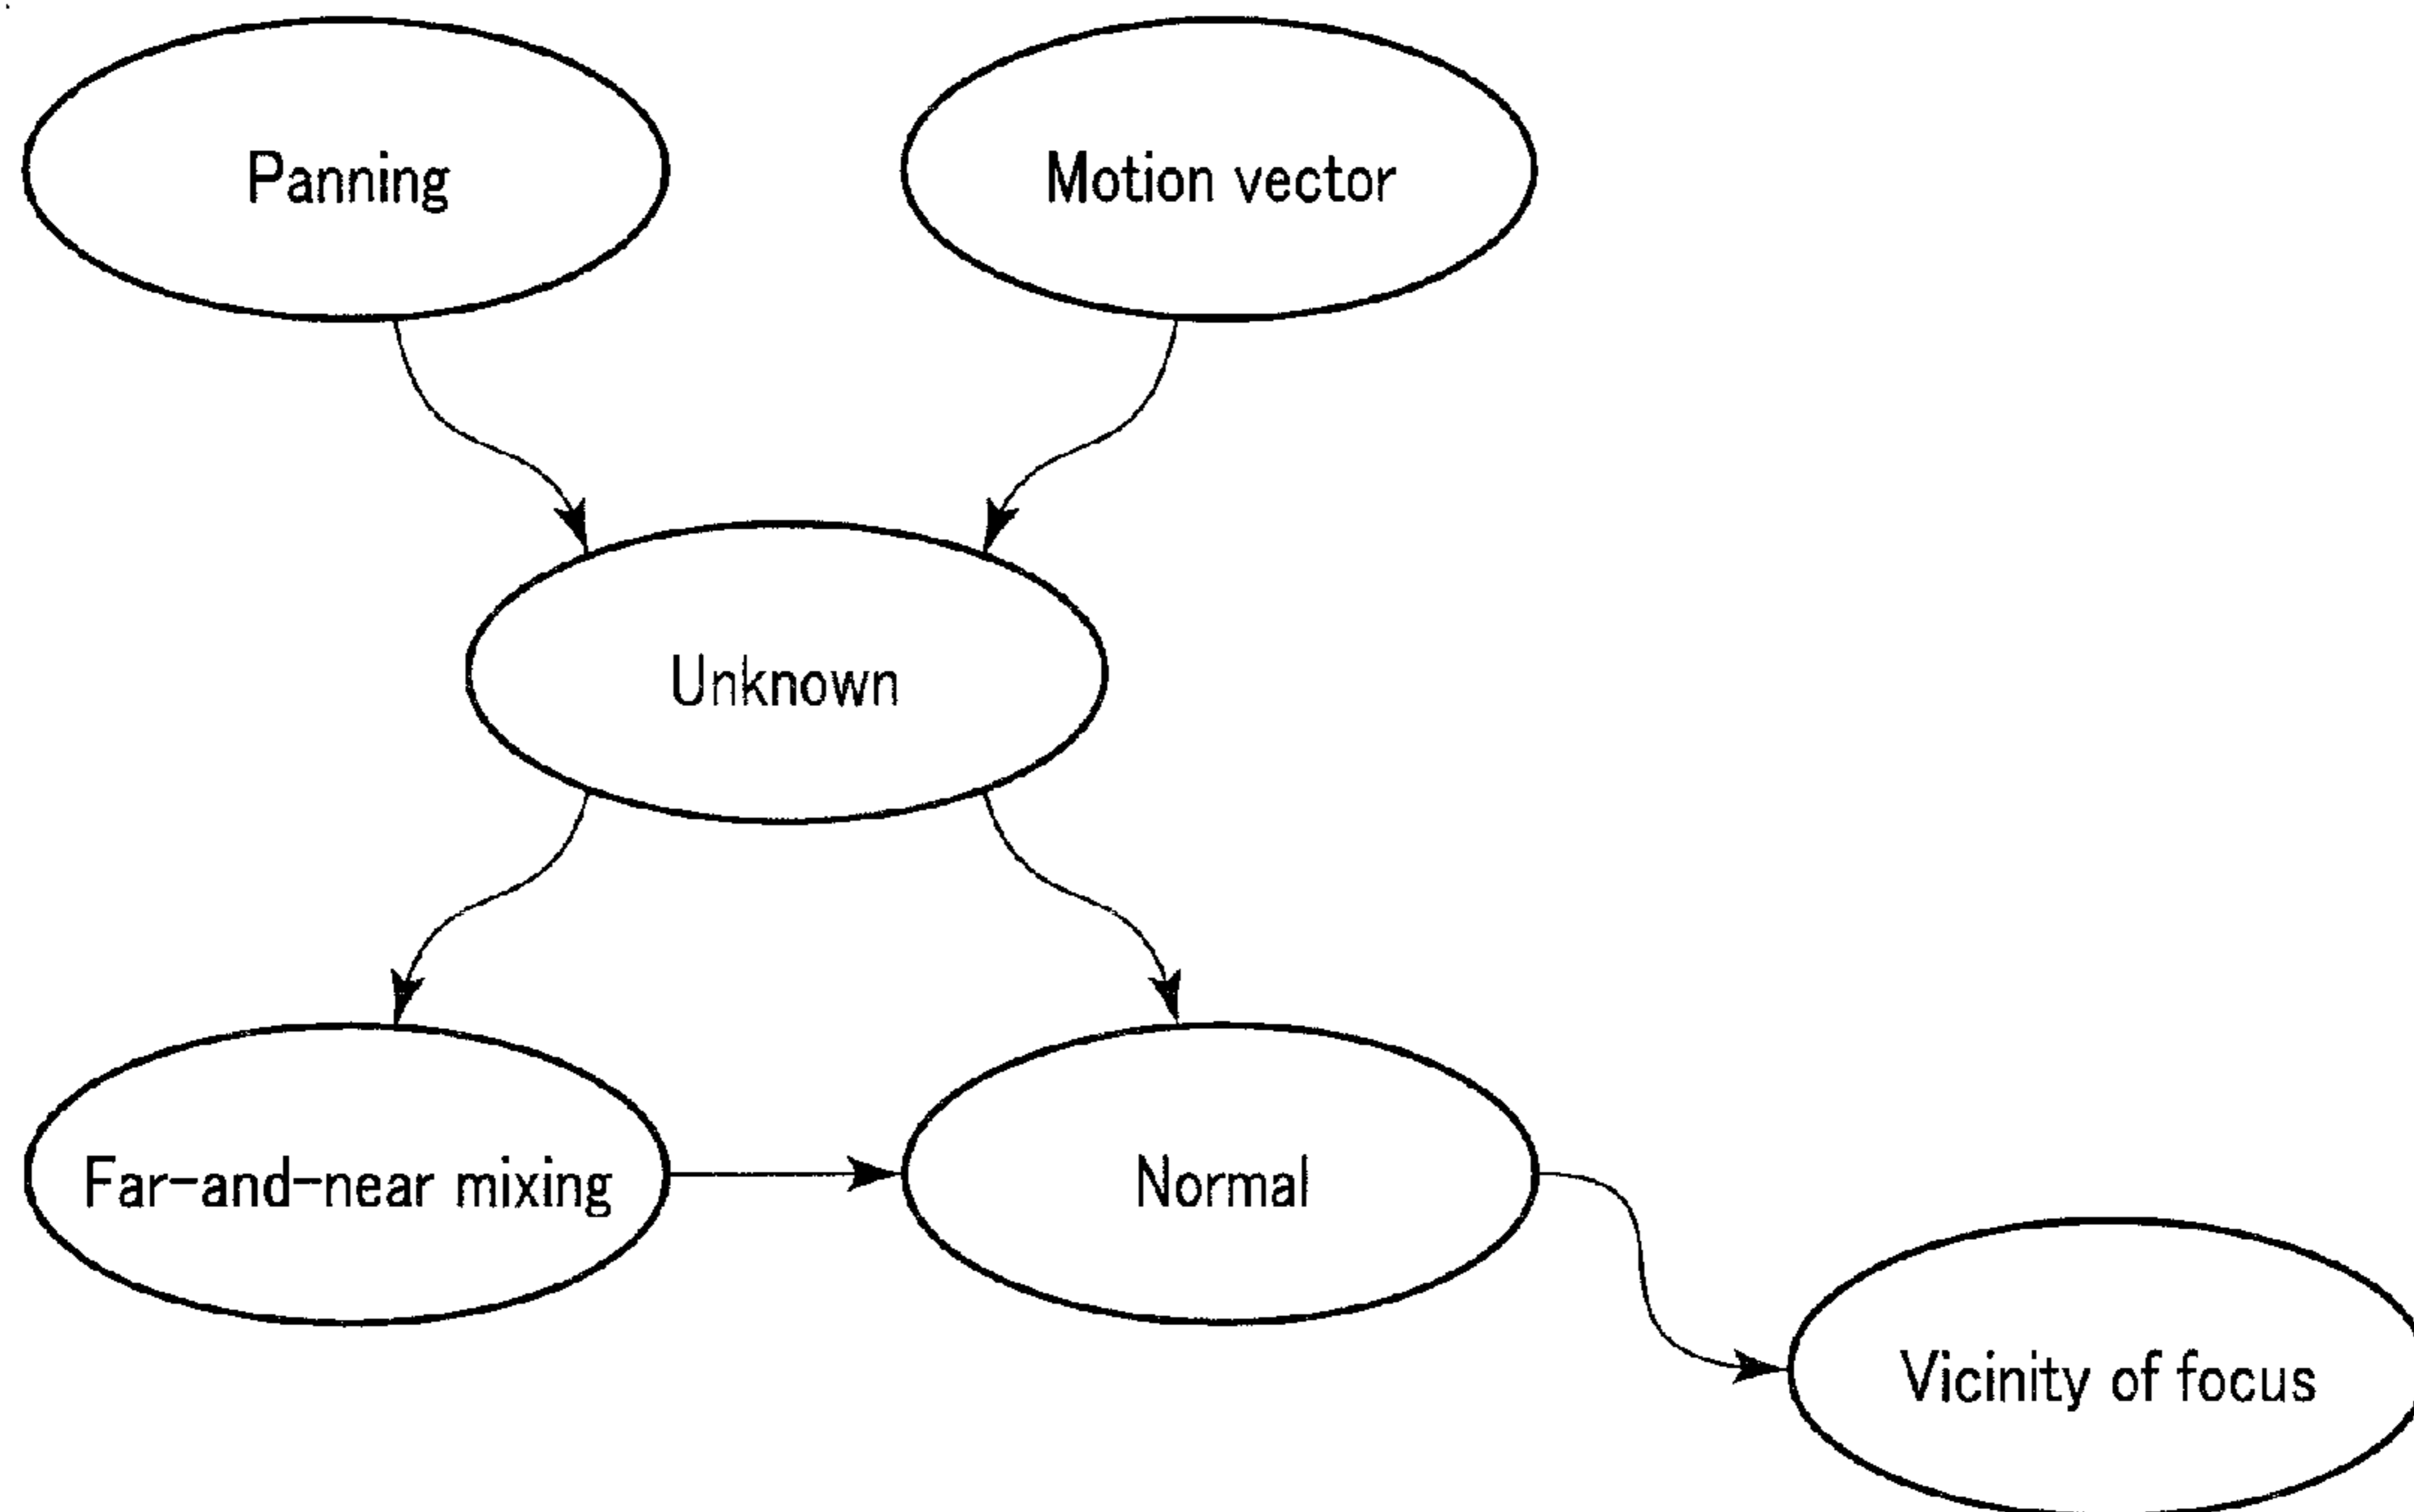 Panning
Motion vector
Unknown
Far-and-near mixing
Normal
Vicinity of focus